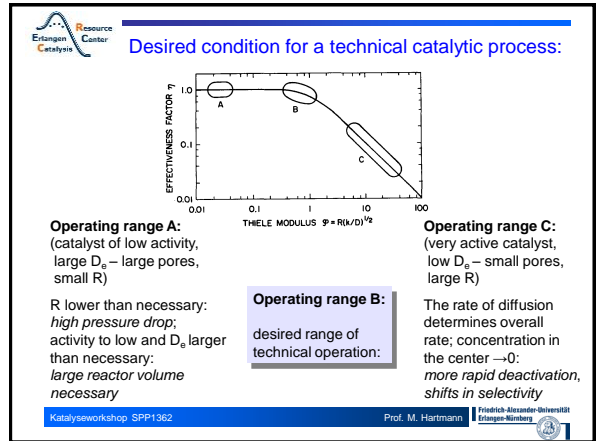 Erlangen Resource
Catalysis Center
Desired condition for a technical catalytic process:
EFFECTIVENESS FACTOR η
1.0
0.1
0.01
A
B
C
0.01 0.1 1 10 100
THIELE MODULUS φ = R(k/D)^1/2
Operating range A:
(catalyst of low activity,
large Dₑ – large pores,
small R)
R lower than necessary:
high pressure drop;
activity to low and Dₑ larger
than necessary:
large reactor volume
necessary
Operating range B:
desired range of
technical operation:
Operating range C:
(very active catalyst,
low Dₑ – small pores,
large R)
The rate of diffusion
determines overall
rate; concentration in
the center →0:
more rapid deactivation,
shifts in selectivity
Katalyseworkshop SPP1362
Prof. M. Hartmann
Friedrich-Alexander-Universität
Erlangen-Nürnberg